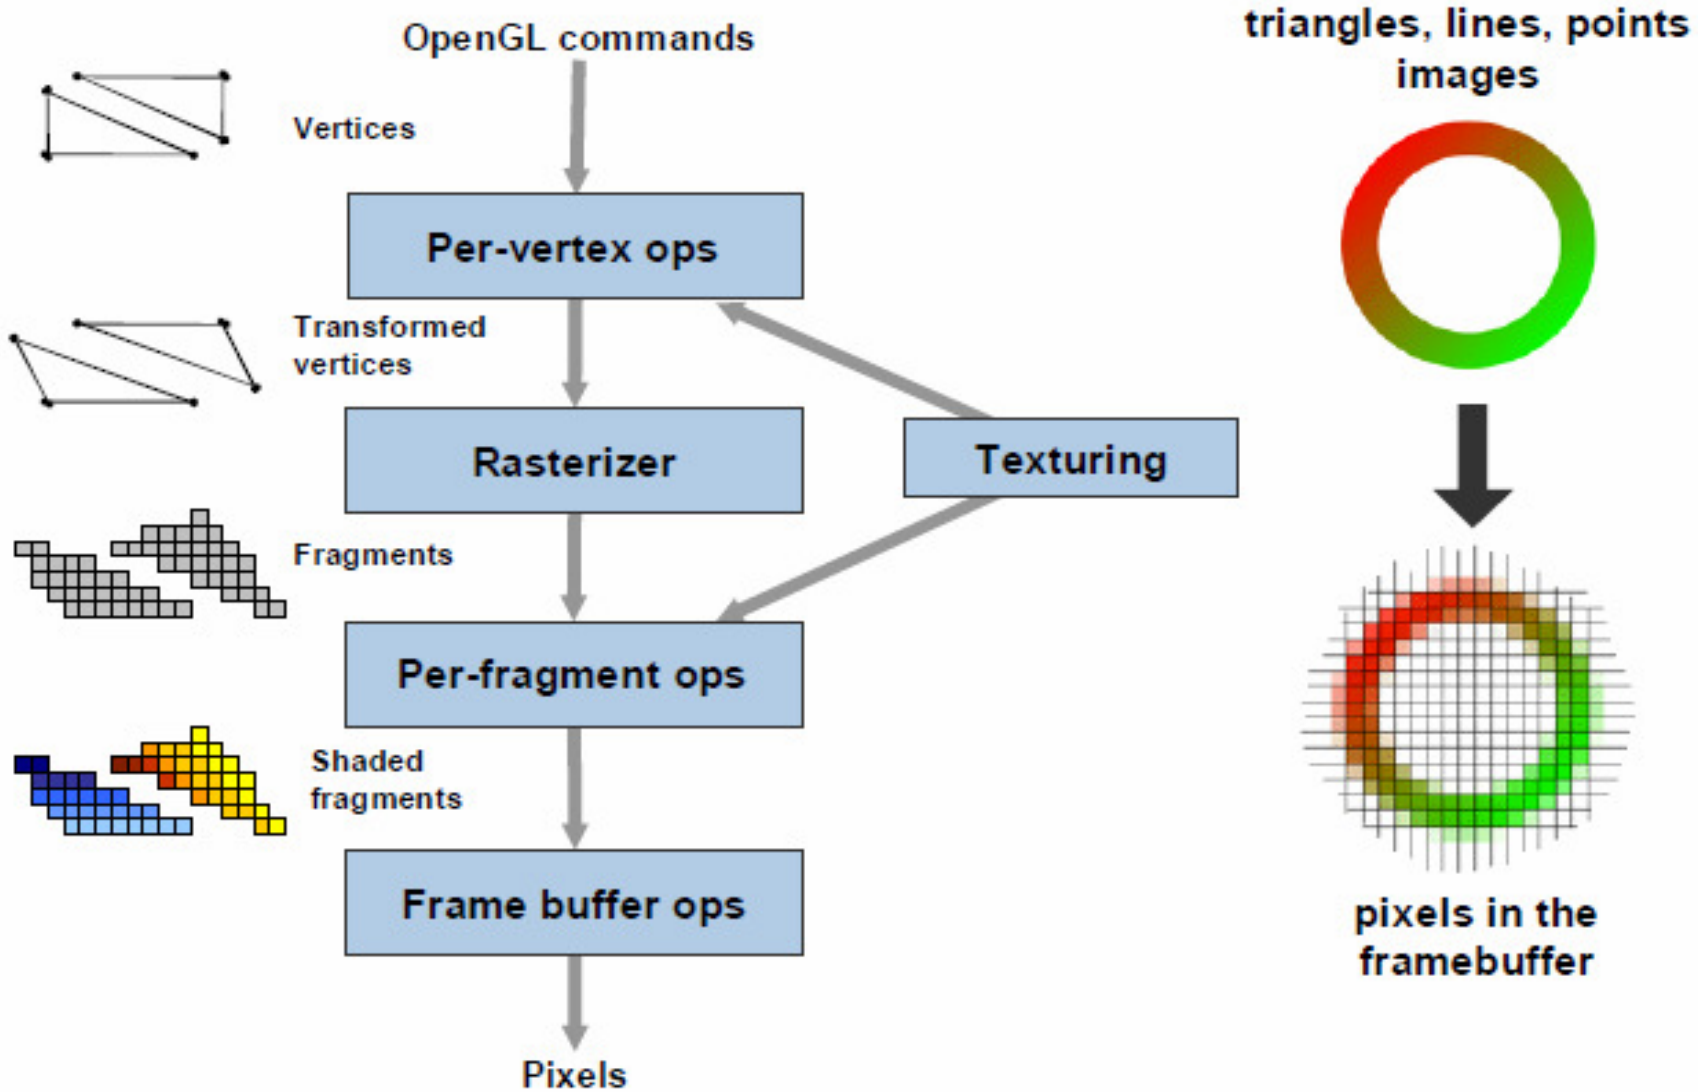 OpenGL commands
Vertices
Per-vertex ops
Transformed
vertices
Rasterizer
Texturing
Fragments
Per-fragment ops
Shaded
fragments
Frame buffer ops
Pixels
triangles, lines, points
images
pixels in the
framebuffer